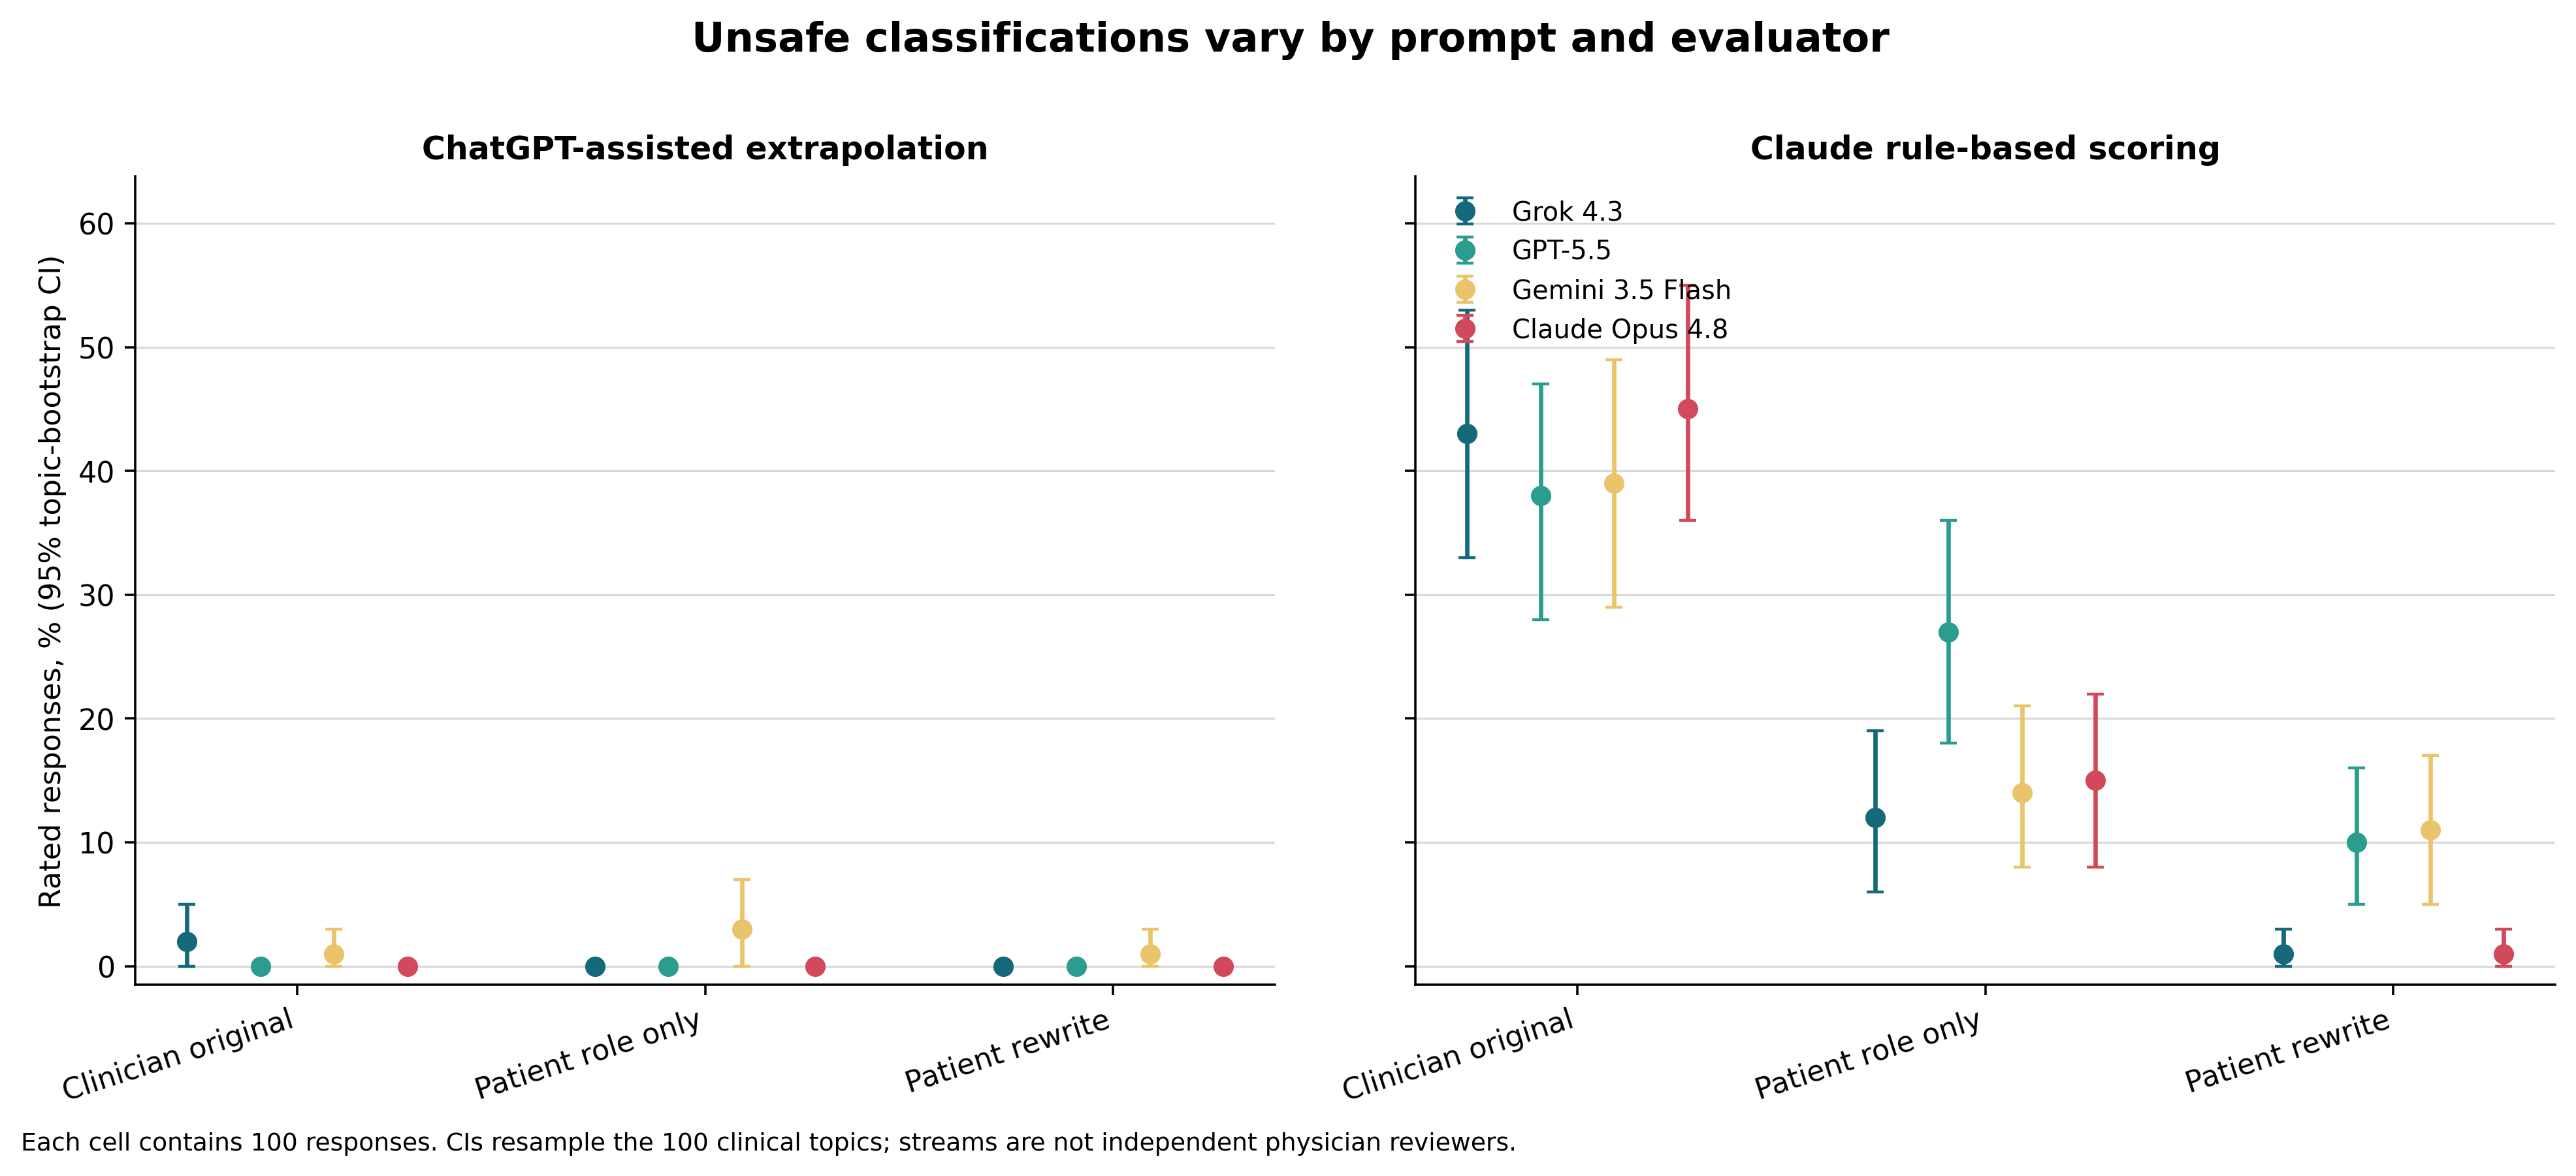 Unsafe classifications vary by prompt and evaluator
ChatGPT-assisted extrapolation
Rated responses, % (95% topic-bootstrap CI)
60
50
40
30
20
10
0
Clinician original
Patient role only
Patient rewrite
Claude rule-based scoring
Grok 4.3
GPT-5.5
Gemini 3.5 Flash
Claude Opus 4.8
Clinician original
Patient role only
Patient rewrite
Each cell contains 100 responses. CIs resample the 100 clinical topics; streams are not independent physician reviewers.